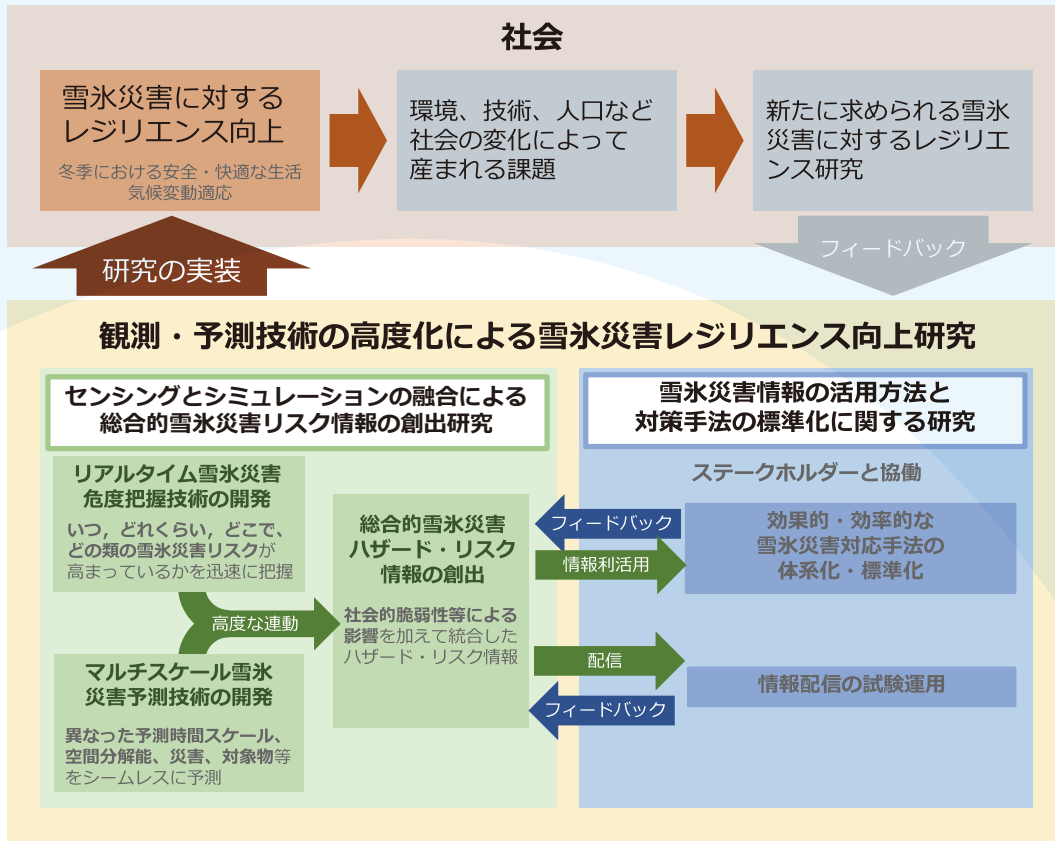 社会
雪氷災害に対する
レジリエンス向上
冬季における安全・快適な生活
気候変動適応
環境、技術、人口など
社会の変化によって
産まれる課題
新たに求められる雪氷
災害に対するレジリエ
ンス研究
研究の実装
フィードバック
観測・予測技術の高度化による雪氷災害レジリエンス向上研究
センシングとシミュレーションの融合による
総合的雪氷災害リスク情報の創出研究
リアルタイム雪氷災害
危度把握技術の開発
いつ，どれくらい，どこで、
どの類の雪氷災害リスクが
高まっているかを迅速に把握
高度な連動
マルチスケール雪氷
災害予測技術の開発
異なった予測時間スケール、
空間分解能、災害、対象物等
をシームレスに予測
総合的雪氷災害
ハザード・リスク
情報の創出
社会的脆弱性等による
影響を加えて統合した
ハザード・リスク情報
フィードバック
情報利活用
配信
フィードバック
雪氷災害情報の活用方法と
対策手法の標準化に関する研究
ステークホルダーと協働
効果的・効率的な
雪氷災害対応手法の
体系化・標準化
情報配信の試験運用